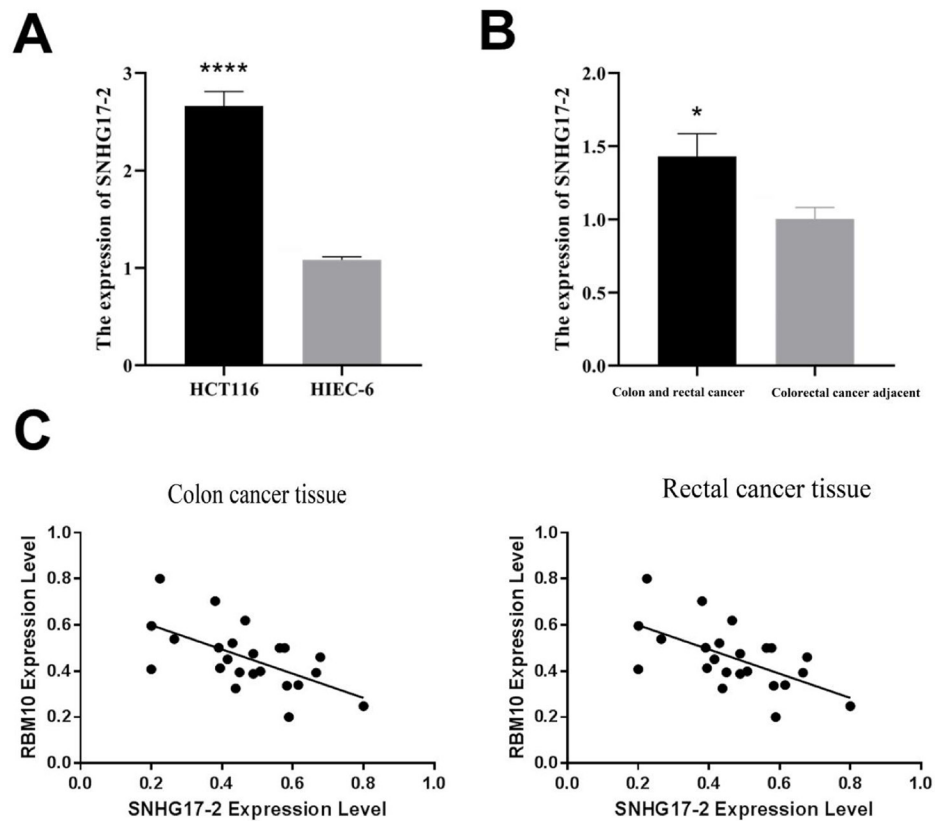 A
The expression of SNHG17-2
3
2
1
0
****
HCT116
HIEC-6
B
The expression of SNHG17-2
2.0
1.5
1.0
0.5
0.0
*
Colon and rectal cancer
Colorectal cancer adjacent
C
Colon cancer tissue
RBM10 Expression Level
1.0
0.8
0.6
0.4
0.2
0.0
0.0 0.2 0.4 0.6 0.8 1.0
SNHG17-2 Expression Level
Rectal cancer tissue
RBM10 Expression Level
1.0
0.8
0.6
0.4
0.2
0.0
0.0 0.2 0.4 0.6 0.8 1.0
SNHG17-2 Expression Level